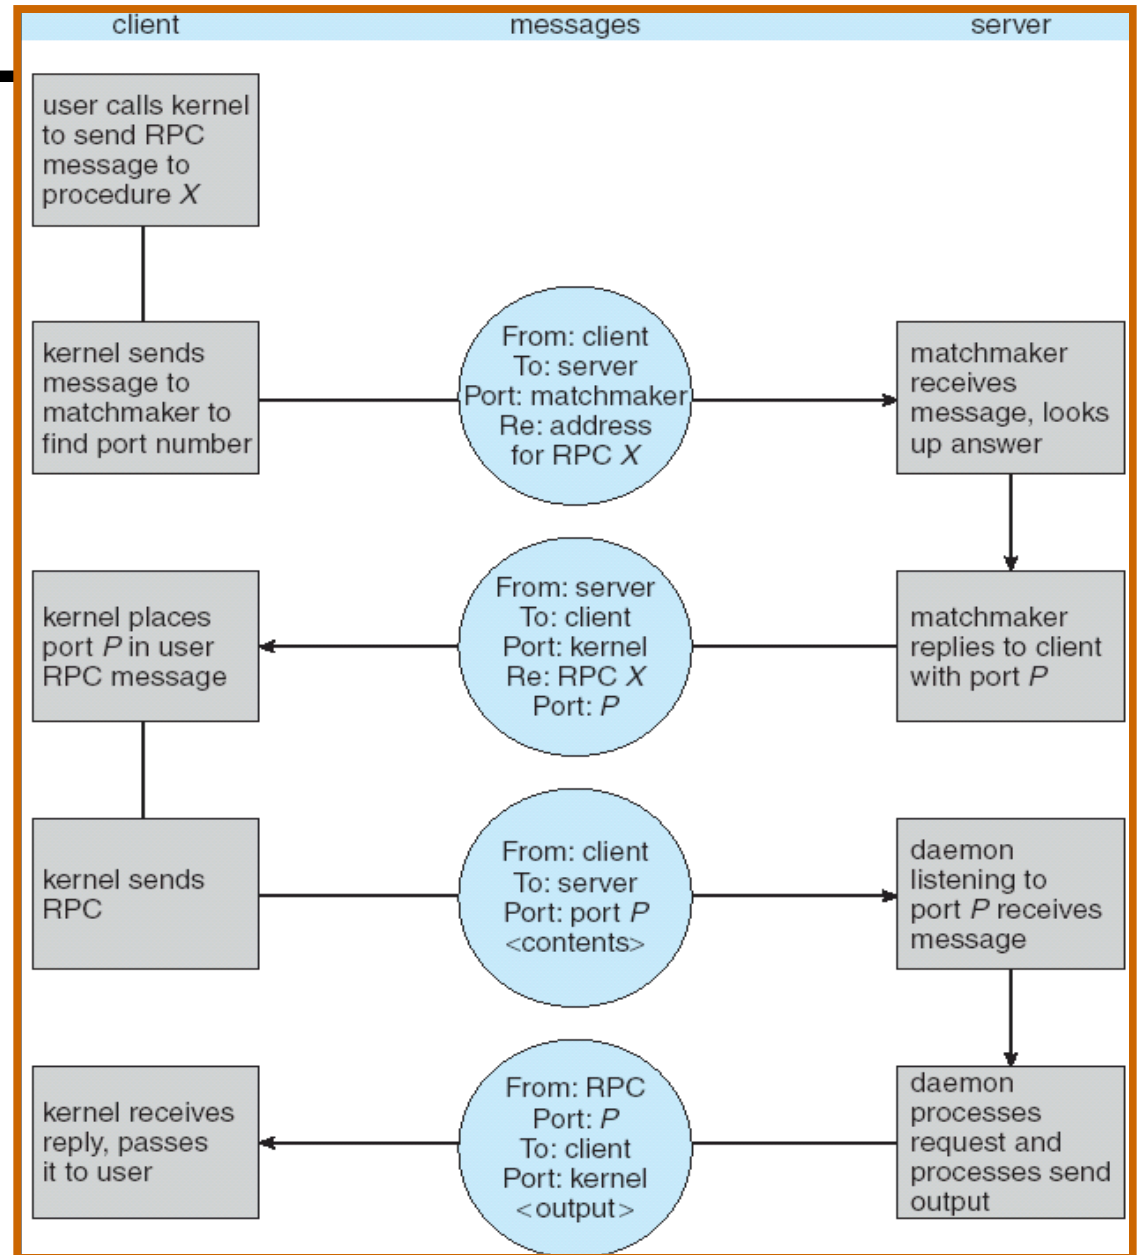 client messages server
user calls kernel
to send RPC
message to
procedure X
kernel sends
message to
matchmaker to
find port number
From: client
To: server
Port: matchmaker
Re: address
for RPC X
matchmaker
receives
message, looks
up answer
kernel places
port P in user
RPC message
From: server
To: client
Port: kernel
Re: RPC X
Port: P
matchmaker
replies to client
with port P
kernel sends
RPC
From: client
To: server
Port: port P
<contents>
daemon
listening to
port P receives
message
kernel receives
reply, passes
it to user
From: RPC
Port: P
To: client
Port: kernel
<output>
daemon
processes
request and
processes send
output